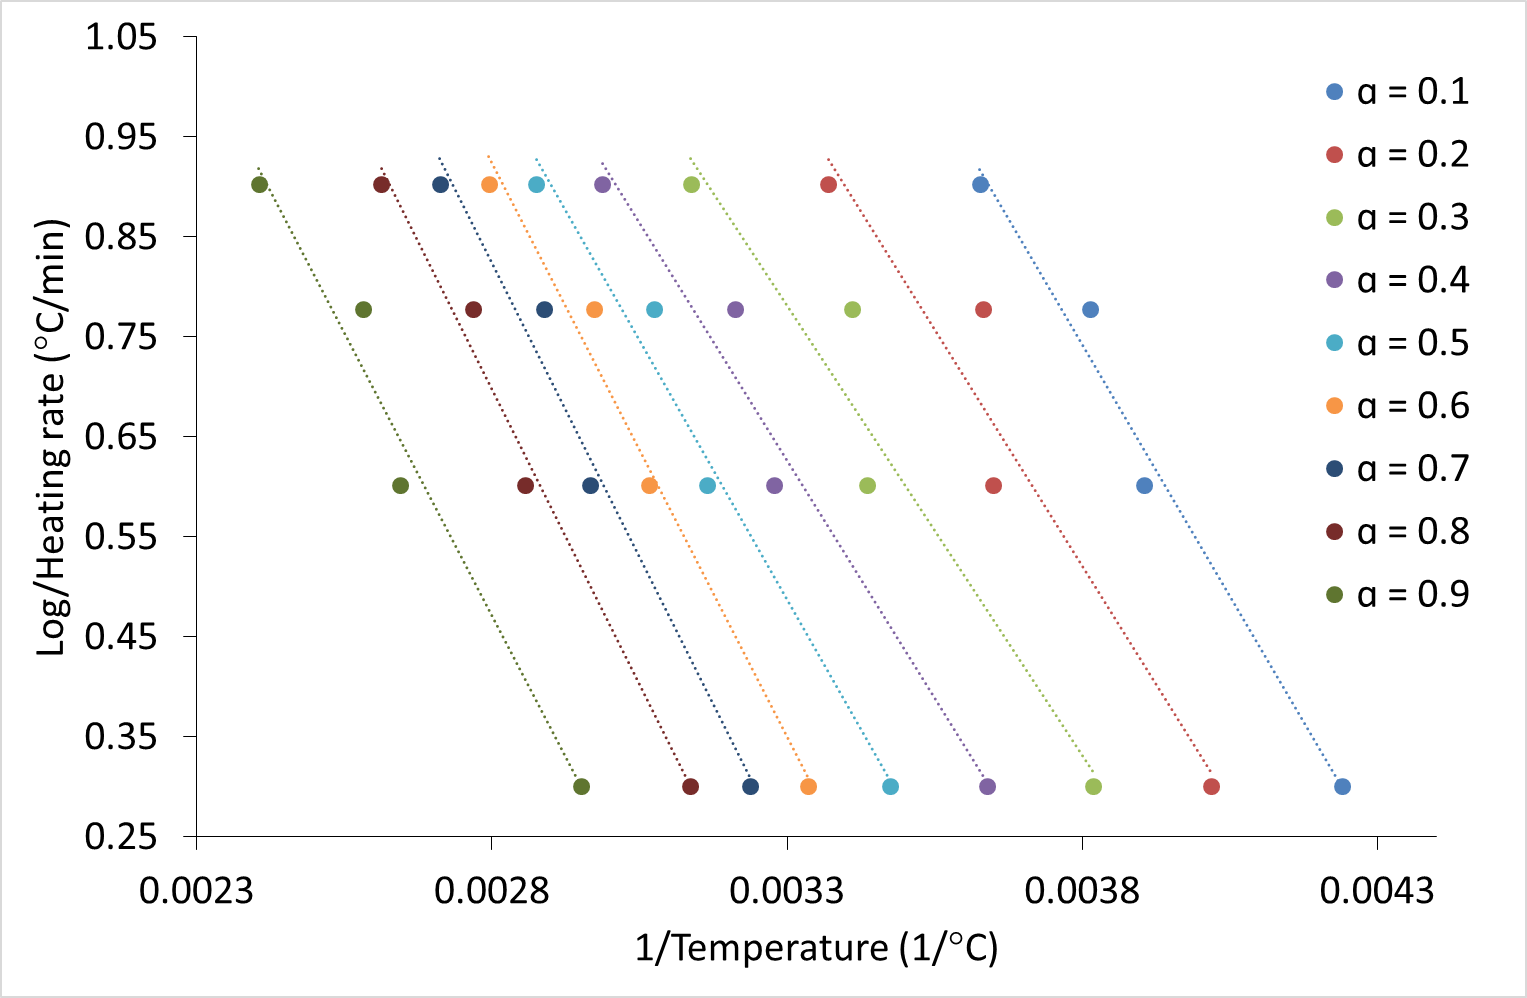 1.05
0.95
0.85
0.75
0.65
0.55
0.45
0.35
0.25
Log/Heating rate (°C/min)
0.0023 0.0028 0.0033 0.0038 0.0043
1/Temperature (1/°C)
ɑ = 0.1
ɑ = 0.2
ɑ = 0.3
ɑ = 0.4
ɑ = 0.5
ɑ = 0.6
ɑ = 0.7
ɑ = 0.8
ɑ = 0.9